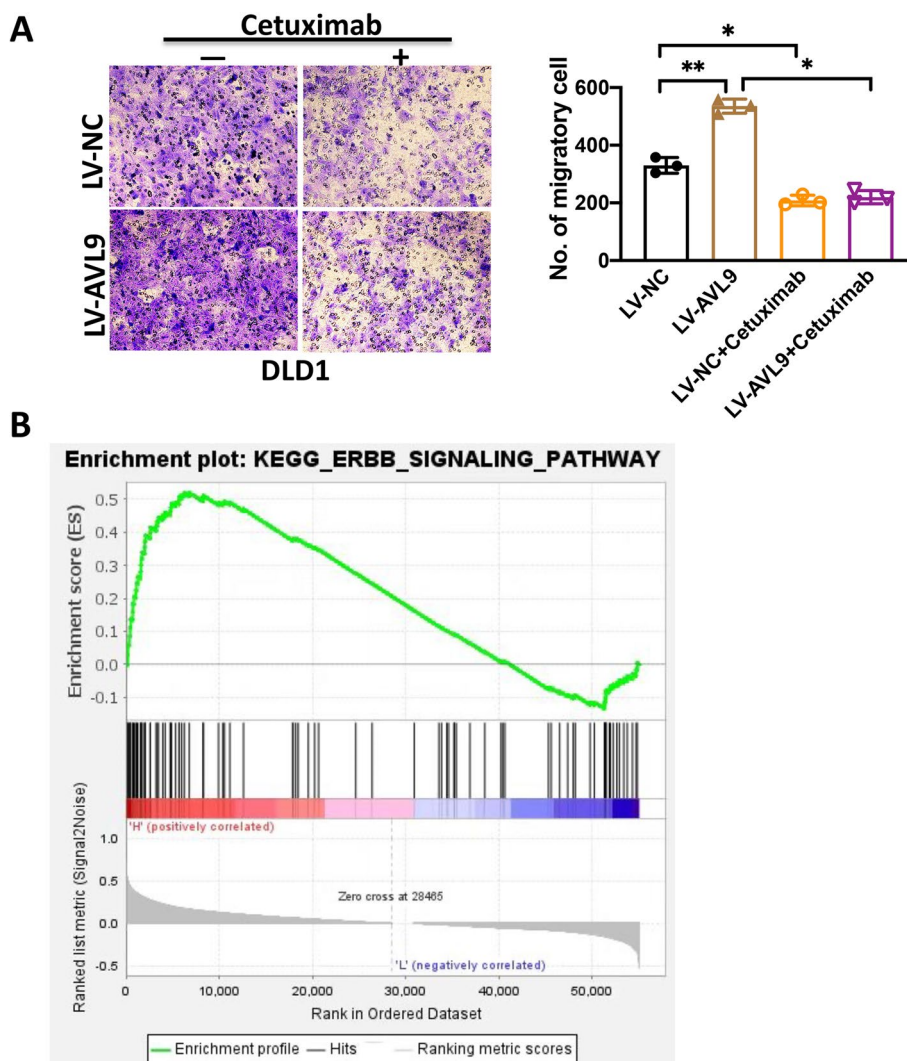 A
Cetuximab
— +
LV-NC
LV-AVL9
DLD1
* 
** *
600
400
200
0
No. of migratory cell
LV-NC
LV-AVL9
LV-NC+Cetuximab
LV-AVL9+Cetuximab
B
Enrichment plot: KEGG_ERBB_SIGNALING_PATHWAY
Enrichment score (ES)
0.5
0.4
0.3
0.2
0.1
0.0
-0.1
'H' (positively correlated)
Ranked list metric (Signal2Noise)
1.0
0.5
0.0
-0.5
Zero cross at 28465
'L' (negatively correlated)
0 10,000 20,000 30,000 40,000 50,000
Rank in Ordered Dataset
Enrichment profile Hits Ranking metric scores